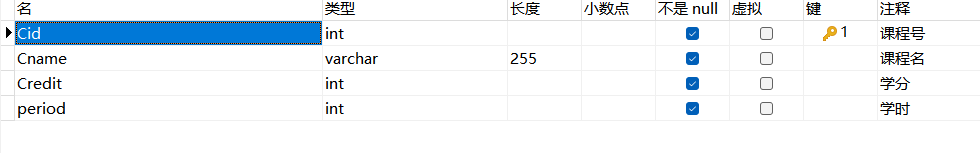 名 类型 长度 小数点 不是 null 虚拟 键 注释
Cid int 1 课程号
Cname varchar 255 课程名
Credit int 学分
period int 学时